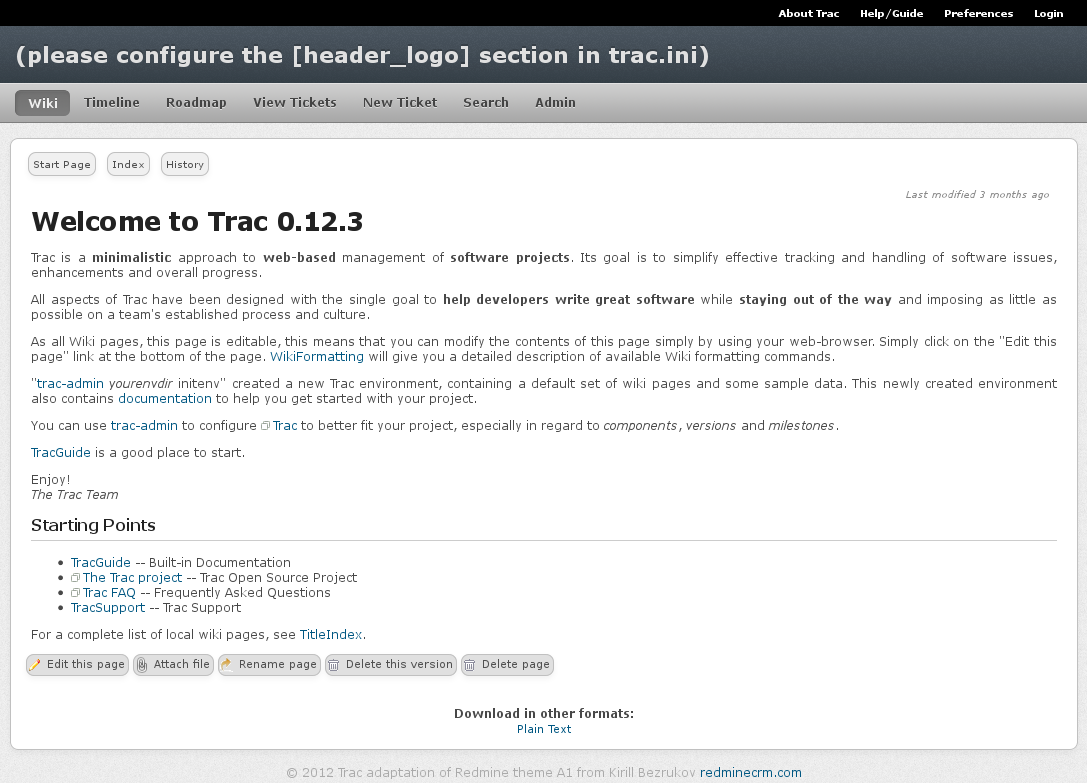 About Trac Help/Guide Preferences Login
(please configure the [header_logo] section in trac.ini)
Wiki Timeline Roadmap View Tickets New Ticket Search Admin
Start Page Index History
Last modified 3 months ago
Welcome to Trac 0.12.3
Trac is a minimalistic approach to web-based management of software projects. Its goal is to simplify effective tracking and handling of software issues,
enhancements and overall progress.
All aspects of Trac have been designed with the single goal to help developers write great software while staying out of the way and imposing as little as
possible on a team's established process and culture.
As all Wiki pages, this page is editable, this means that you can modify the contents of this page simply by using your web-browser. Simply click on the "Edit this
page" link at the bottom of the page. WikiFormatting will give you a detailed description of available Wiki formatting commands.
"trac-admin yourenvdir initenv" created a new Trac environment, containing a default set of wiki pages and some sample data. This newly created environment
also contains documentation to help you get started with your project.
You can use trac-admin to configure Trac to better fit your project, especially in regard to components, versions and milestones.
TracGuide is a good place to start.
Enjoy!
The Trac Team
Starting Points
• TracGuide -- Built-in Documentation
• The Trac project -- Trac Open Source Project
• Trac FAQ -- Frequently Asked Questions
• TracSupport -- Trac Support
For a complete list of local wiki pages, see TitleIndex.
Edit this page Attach file Rename page Delete this version Delete page
Download in other formats:
Plain Text
© 2012 Trac adaptation of Redmine theme A1 from Kirill Bezrukov redminecrm.com